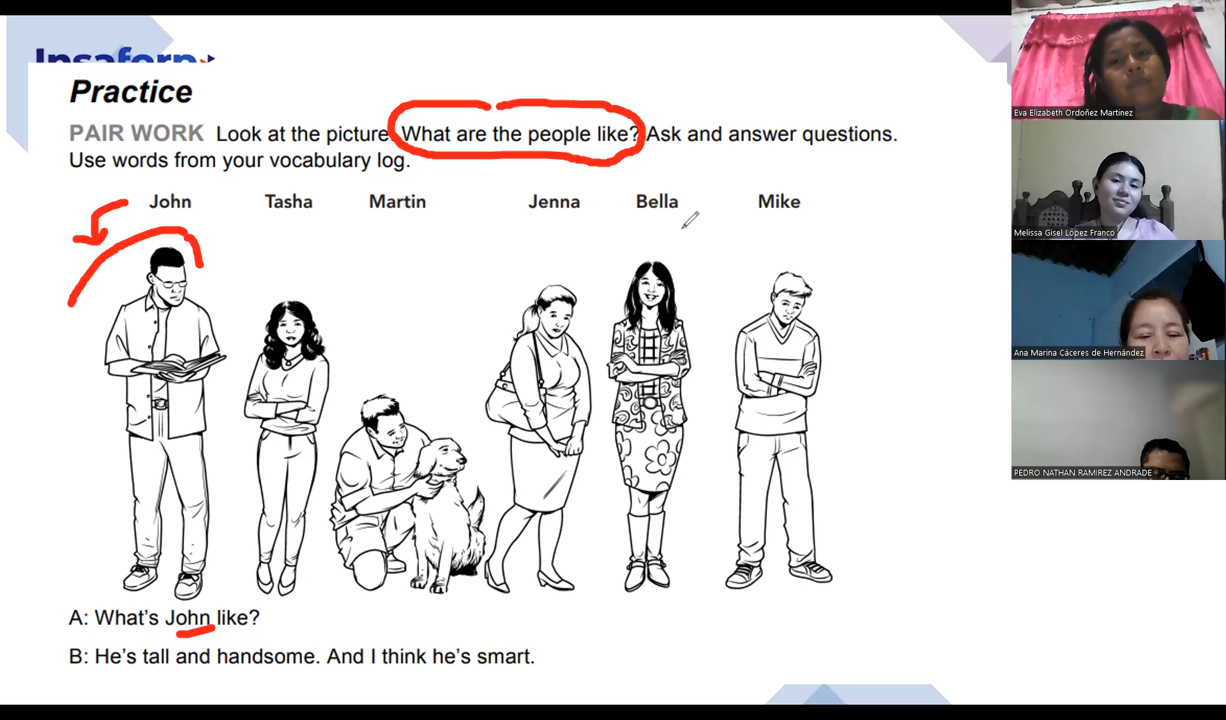 Insaforp
Practice
PAIR WORK Look at the picture. What are the people like? Ask and answer questions.
Use words from your vocabulary log.
John Tasha Martin Jenna Bella Mike
A: What's John like?
B: He's tall and handsome. And I think he's smart.
Eva Elizabeth Ordoñez Martinez
Melissa Gisel López Franco
Ana Marina Cáceres de Hernández
PEDRO NATHAN RAMIREZ ANDRADE